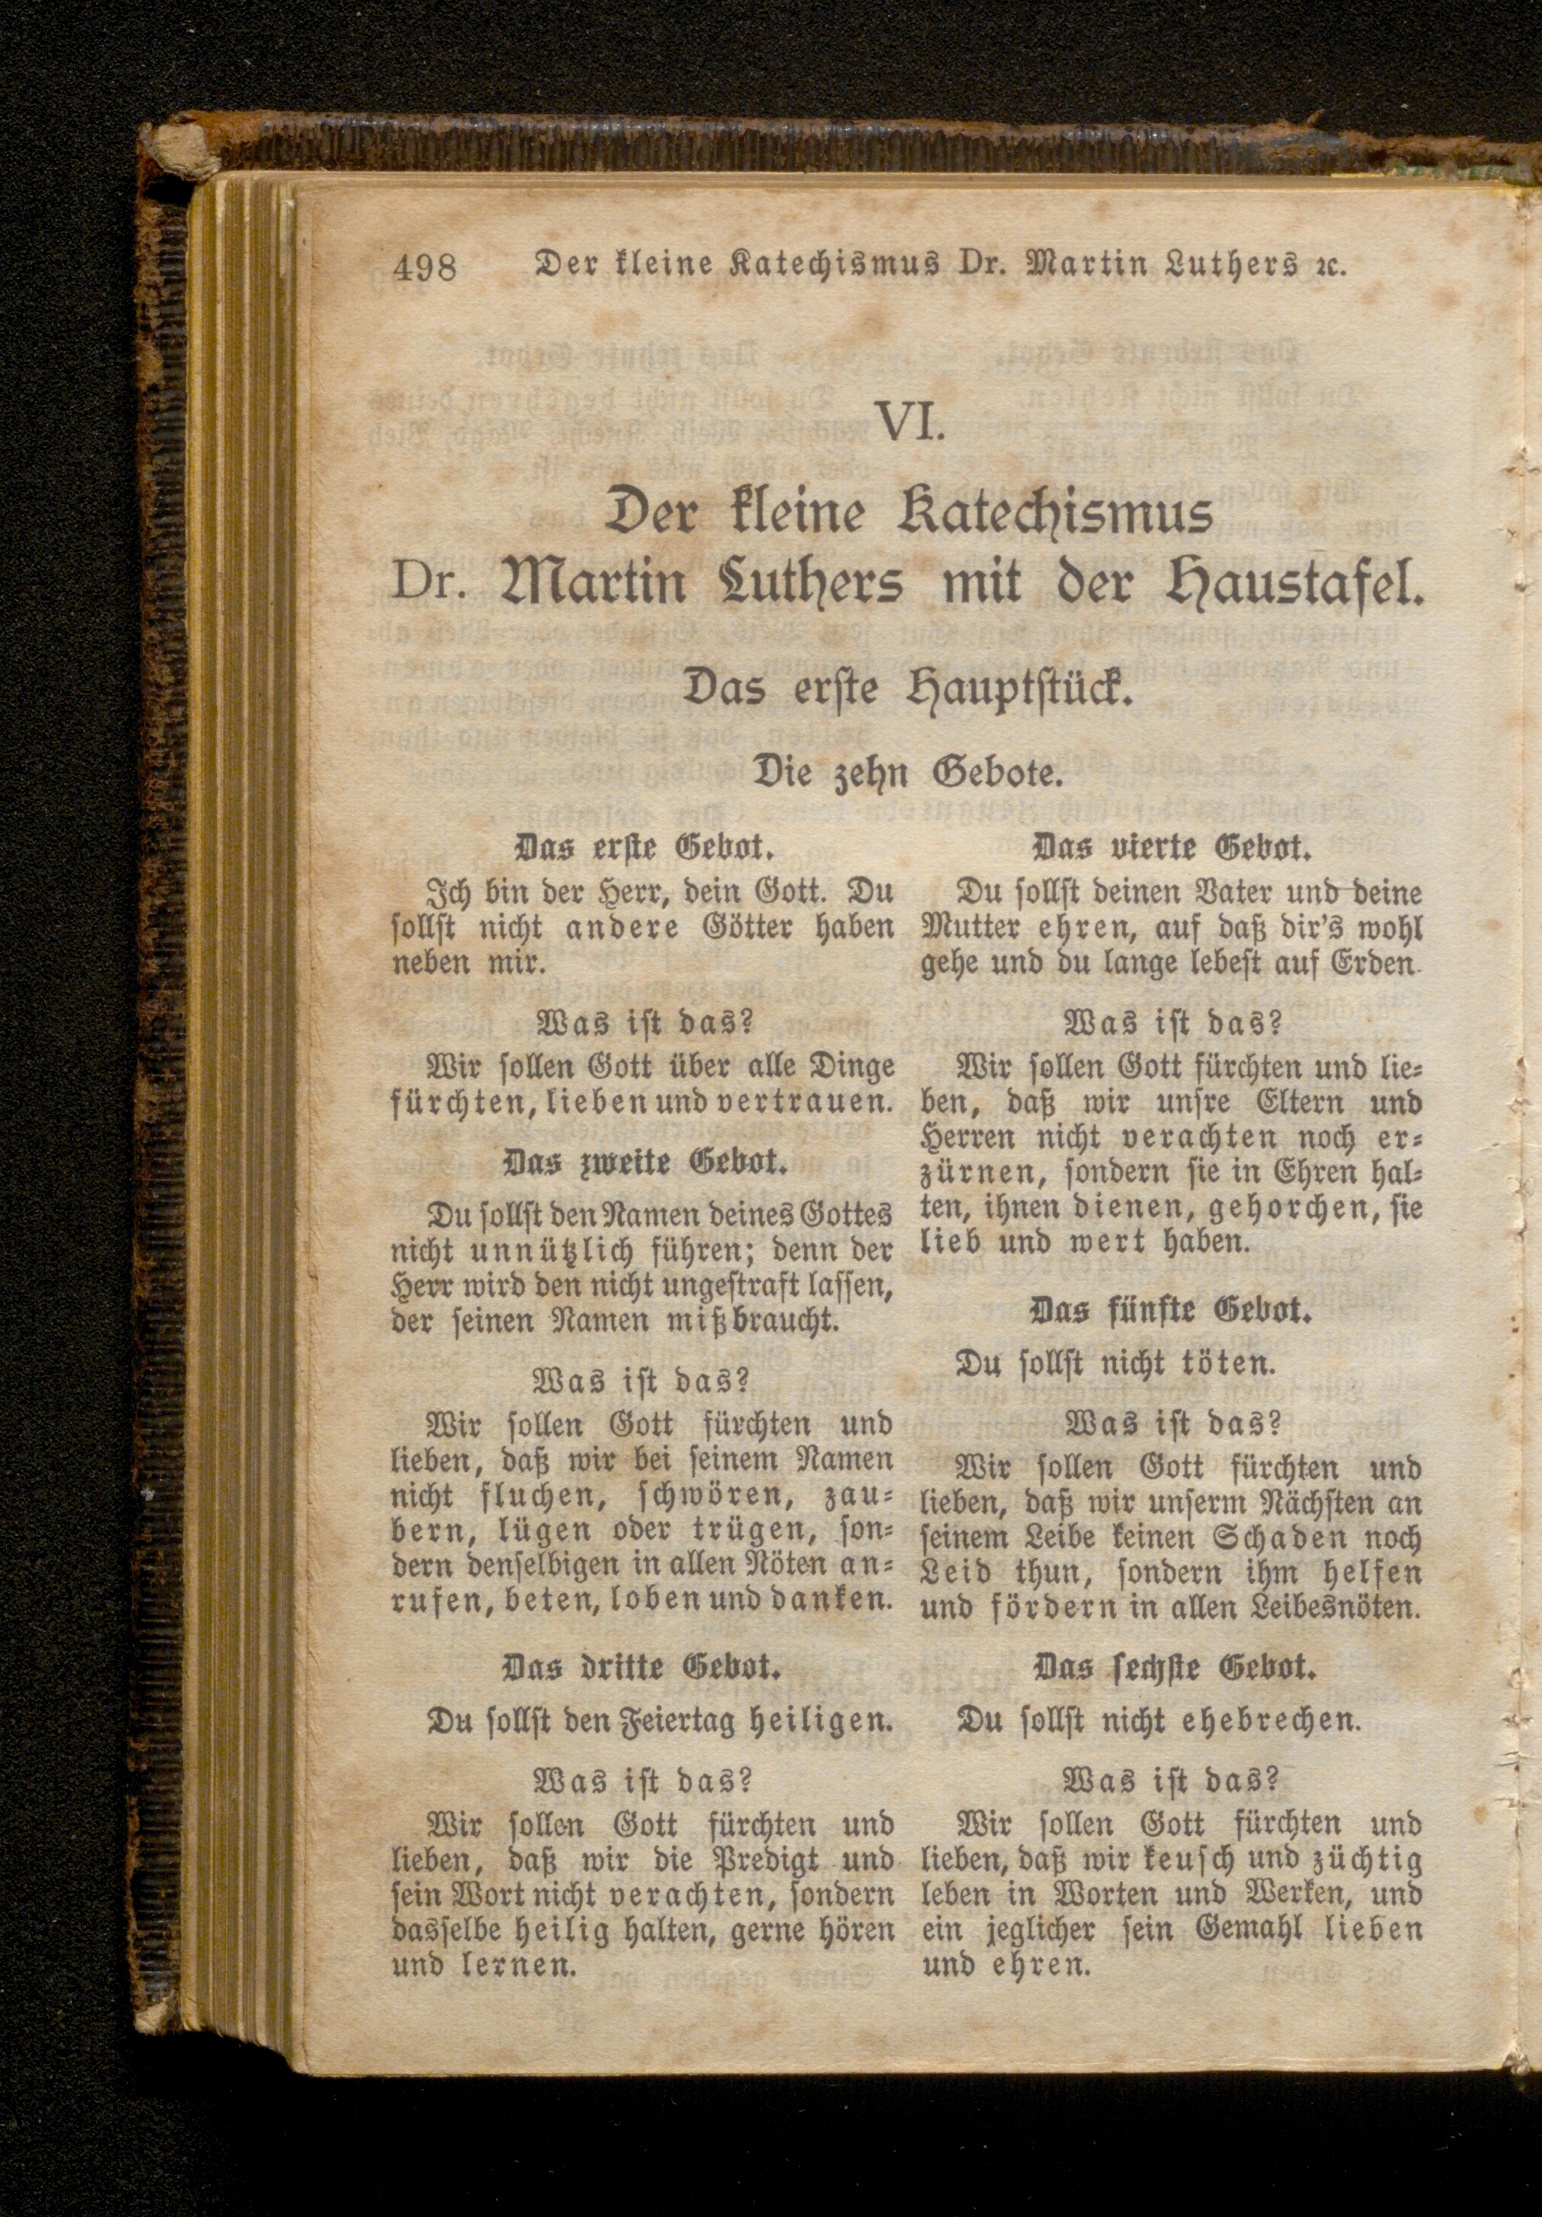 498 Der kleine Katechismus Dr. Martin Luthers ꝛc.
VI.
Der kleine Katechismus
Dr. Martin Luthers mit der Haustafel.
Das erste Hauptstück.
Die zehn Gebote.
Das erste Gebot.
Ich bin der Herr, dein Gott. Du
sollst nicht andere Götter haben
neben mir.
Was ist das?
Wir sollen Gott über alle Dinge
fürchten, lieben und vertrauen.
Das zweite Gebot.
Du sollst den Namen deines Gottes
nicht unnützlich führen; denn der
Herr wird den nicht ungestraft lassen,
der seinen Namen mißbraucht.
Was ist das?
Wir sollen Gott fürchten und
lieben, daß wir bei seinem Namen
nicht fluchen, schwören, zau-
bern, lügen oder trügen, son-
dern denselbigen in allen Nöten an-
rufen, beten, loben und danken.
Das dritte Gebot.
Du sollst den Feiertag heiligen.
Was ist das?
Wir sollen Gott fürchten und
lieben, daß wir die Predigt und
sein Wort nicht verachten, sondern
dasselbe heilig halten, gerne hören
und lernen.
Das vierte Gebot.
Du sollst deinen Vater und deine
Mutter ehren, auf daß dir's wohl
gehe und du lange lebest auf Erden.
Was ist das?
Wir sollen Gott fürchten und lie-
ben, daß wir unsre Eltern und
Herren nicht verachten noch er-
zürnen, sondern sie in Ehren hal-
ten, ihnen dienen, gehorchen, sie
lieb und wert haben.
Das fünfte Gebot.
Du sollst nicht töten.
Was ist das?
Wir sollen Gott fürchten und
lieben, daß wir unserm Nächsten an
seinem Leibe keinen Schaden noch
Leid thun, sondern ihm helfen
und fördern in allen Leibesnöten.
Das sechste Gebot.
Du sollst nicht ehebrechen.
Was ist das?
Wir sollen Gott fürchten und
lieben, daß wir keusch und züchtig
leben in Worten und Werken, und
ein jeglicher sein Gemahl lieben
und ehren.